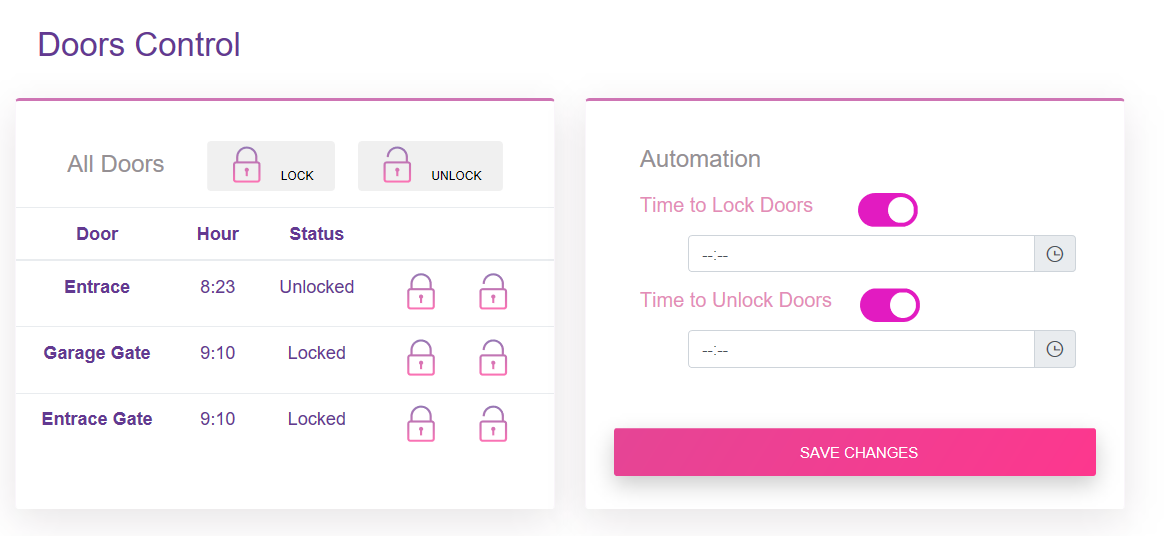 Doors Control
All Doors
LOCK
UNLOCK
Door Hour Status
Entrace 8:23 Unlocked
Garage Gate 9:10 Locked
Entrace Gate 9:10 Locked
Automation
Time to Lock Doors
--:--
Time to Unlock Doors
--:--
SAVE CHANGES